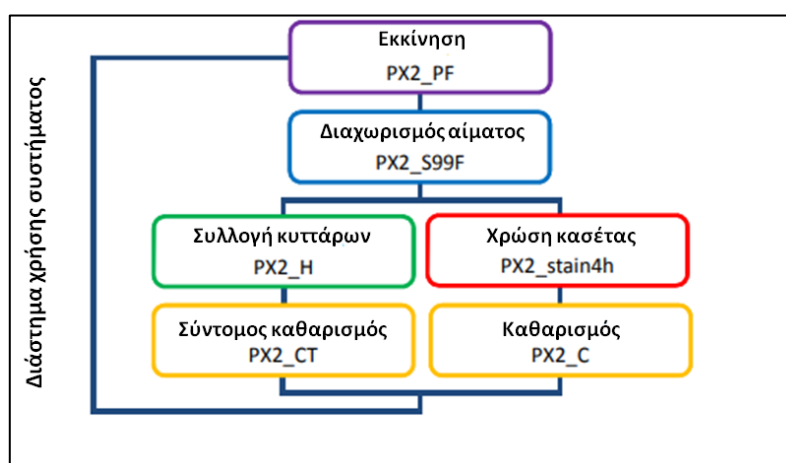 Διάστημα χρήσης συστήματος
Εκκίνηση
PX2_PF
Διαχωρισμός αίματος
PX2_S99F
Συλλογή κυττάρων
PX2_H
Χρώση κασέτας
PX2_stain4h
Σύντομος καθαρισμός
PX2_CT
Καθαρισμός
PX2_C